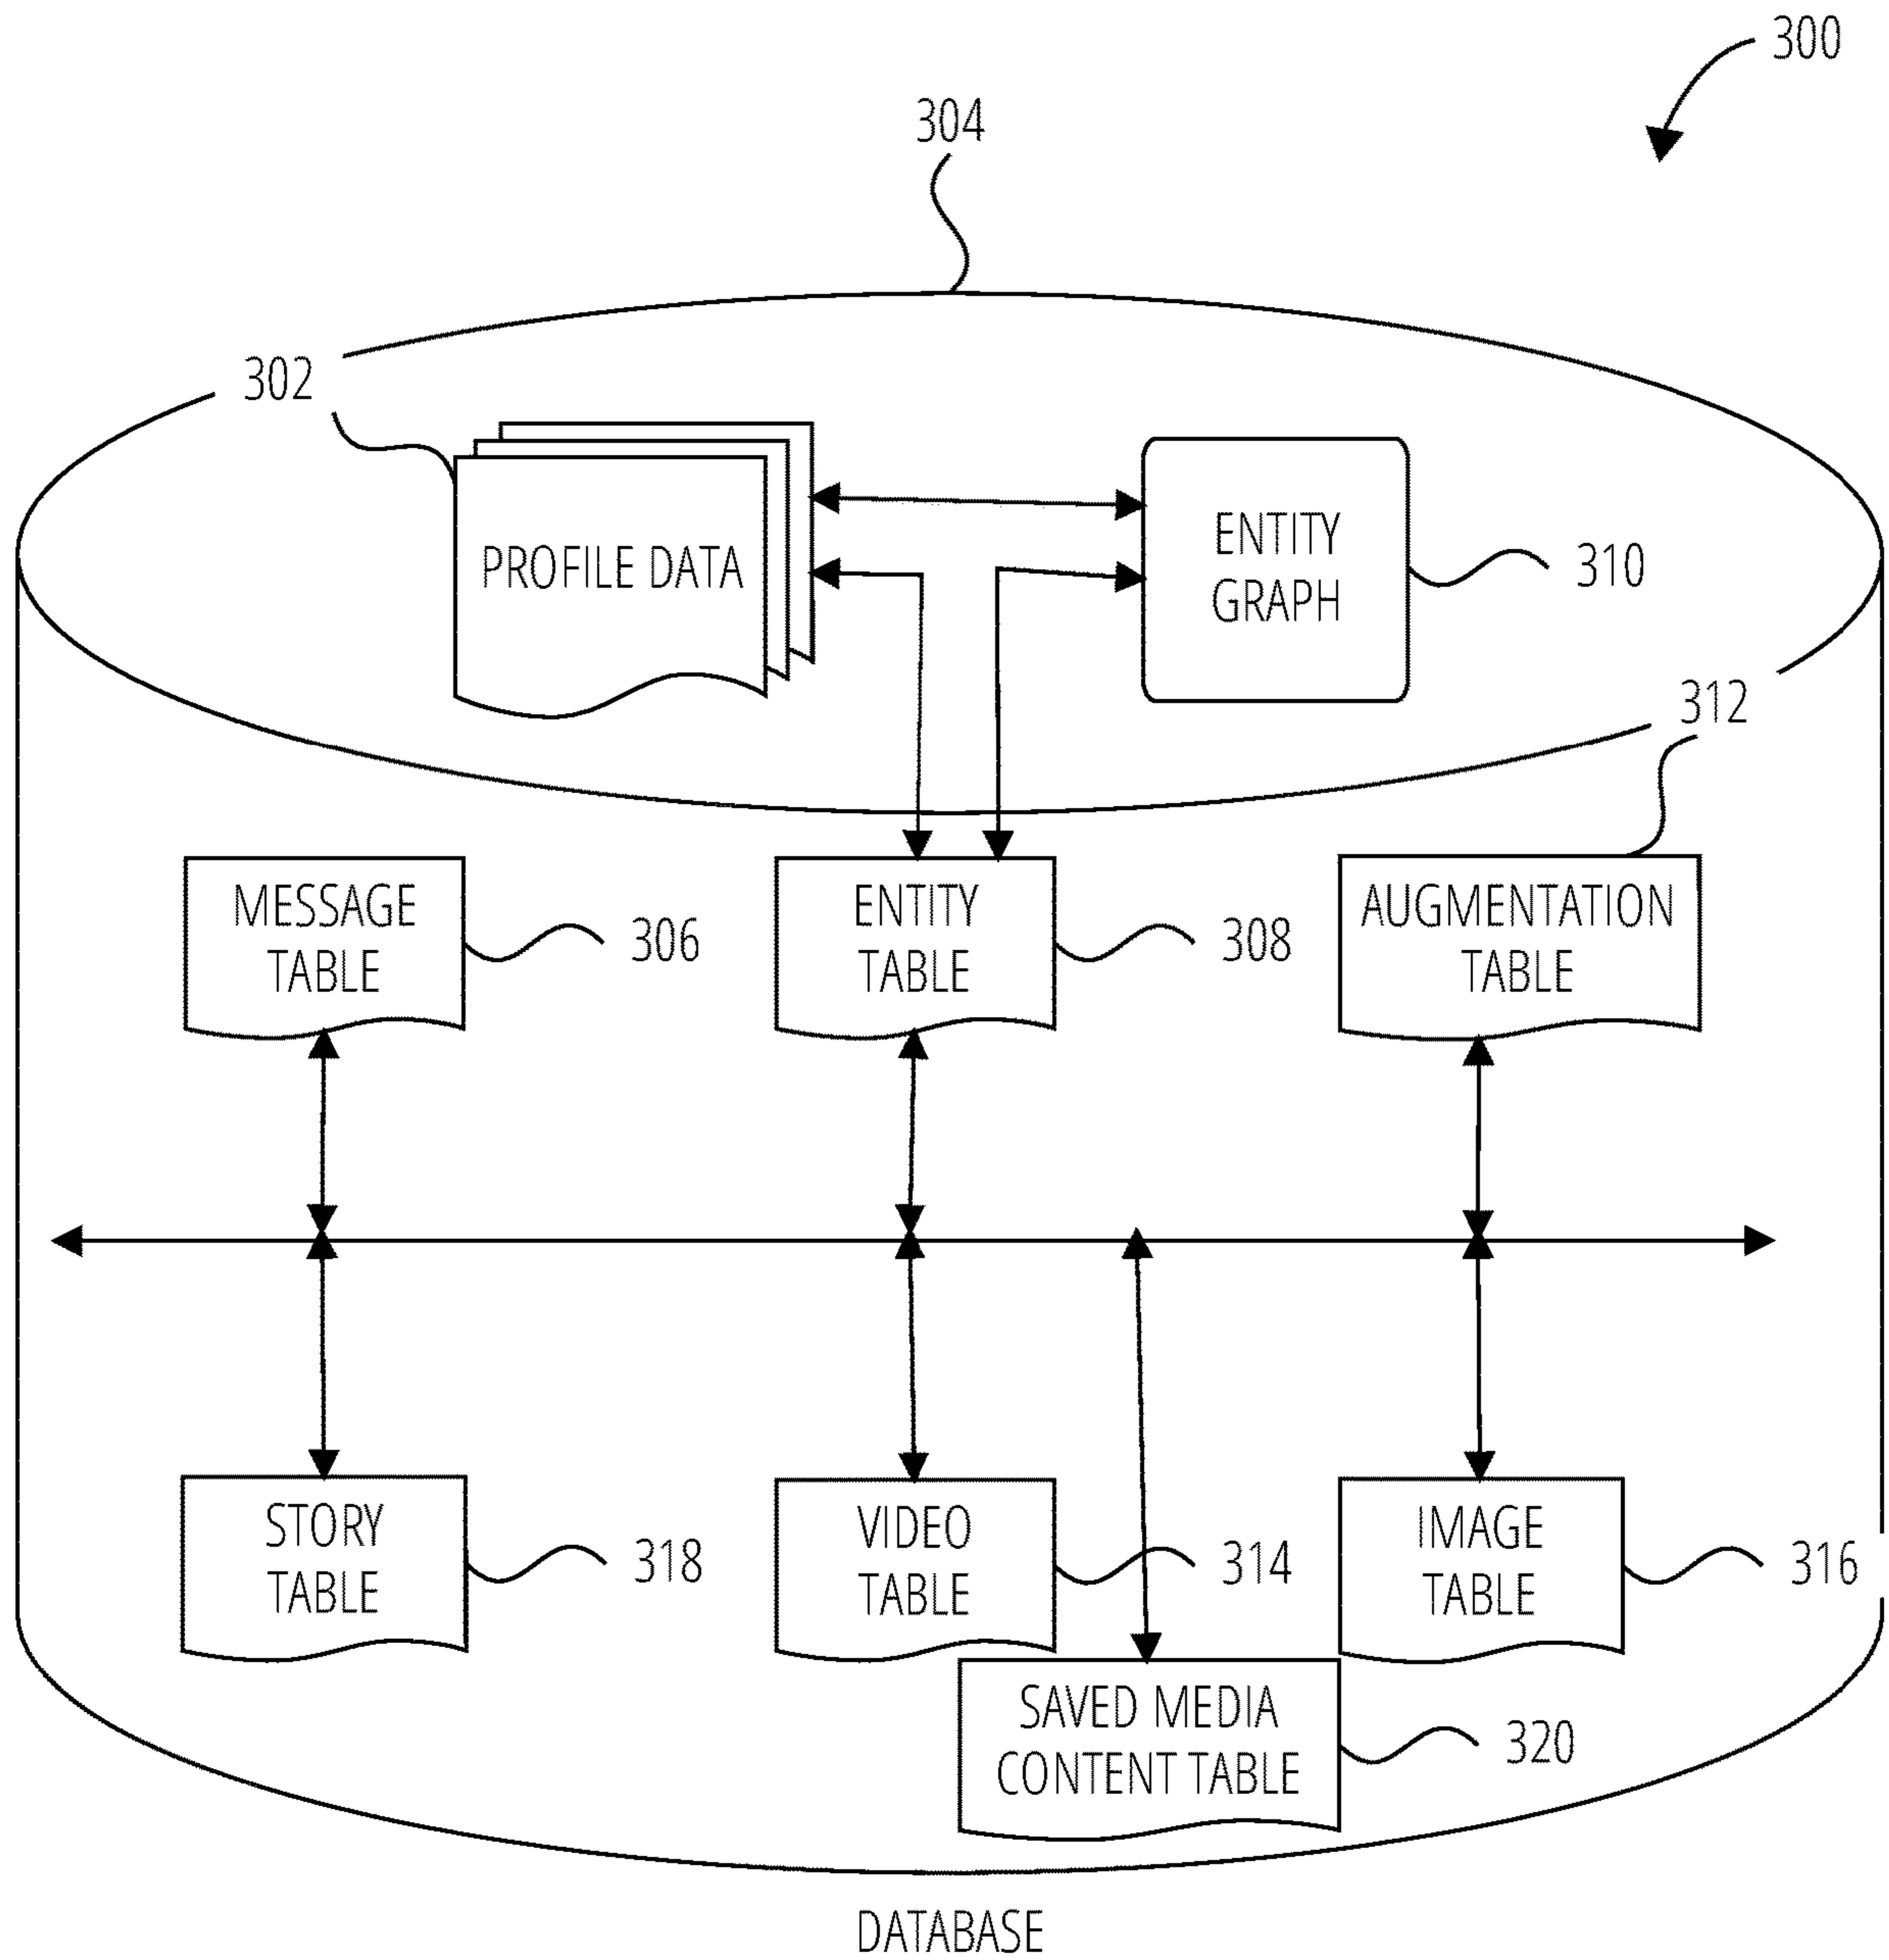 300
304
302
PROFILE DATA
ENTITY
GRAPH
310
312
MESSAGE
TABLE
306
ENTITY
TABLE
308
AUGMENTATION
TABLE
STORY
TABLE
318
VIDEO
TABLE
314
IMAGE
TABLE
316
SAVED MEDIA
CONTENT TABLE
320
DATABASE